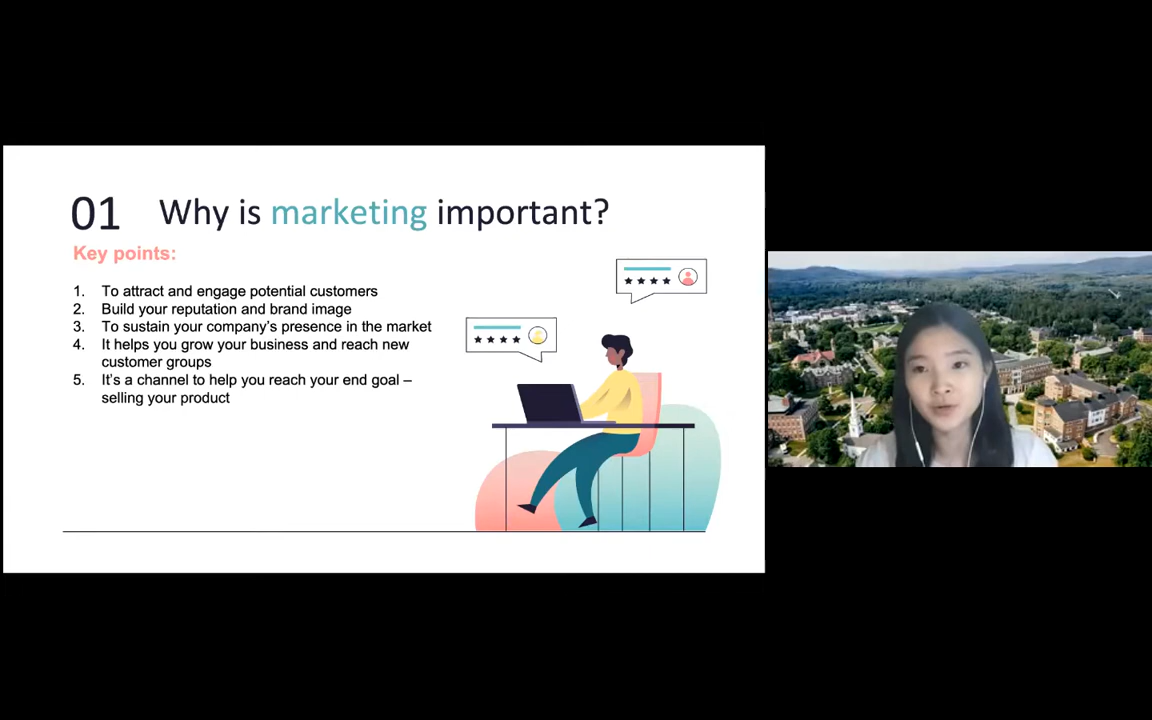 01 Why is marketing important?
Key points:
1. To attract and engage potential customers
2. Build your reputation and brand image
3. To sustain your company’s presence in the market
4. It helps you grow your business and reach new
customer groups
5. It’s a channel to help you reach your end goal –
selling your product